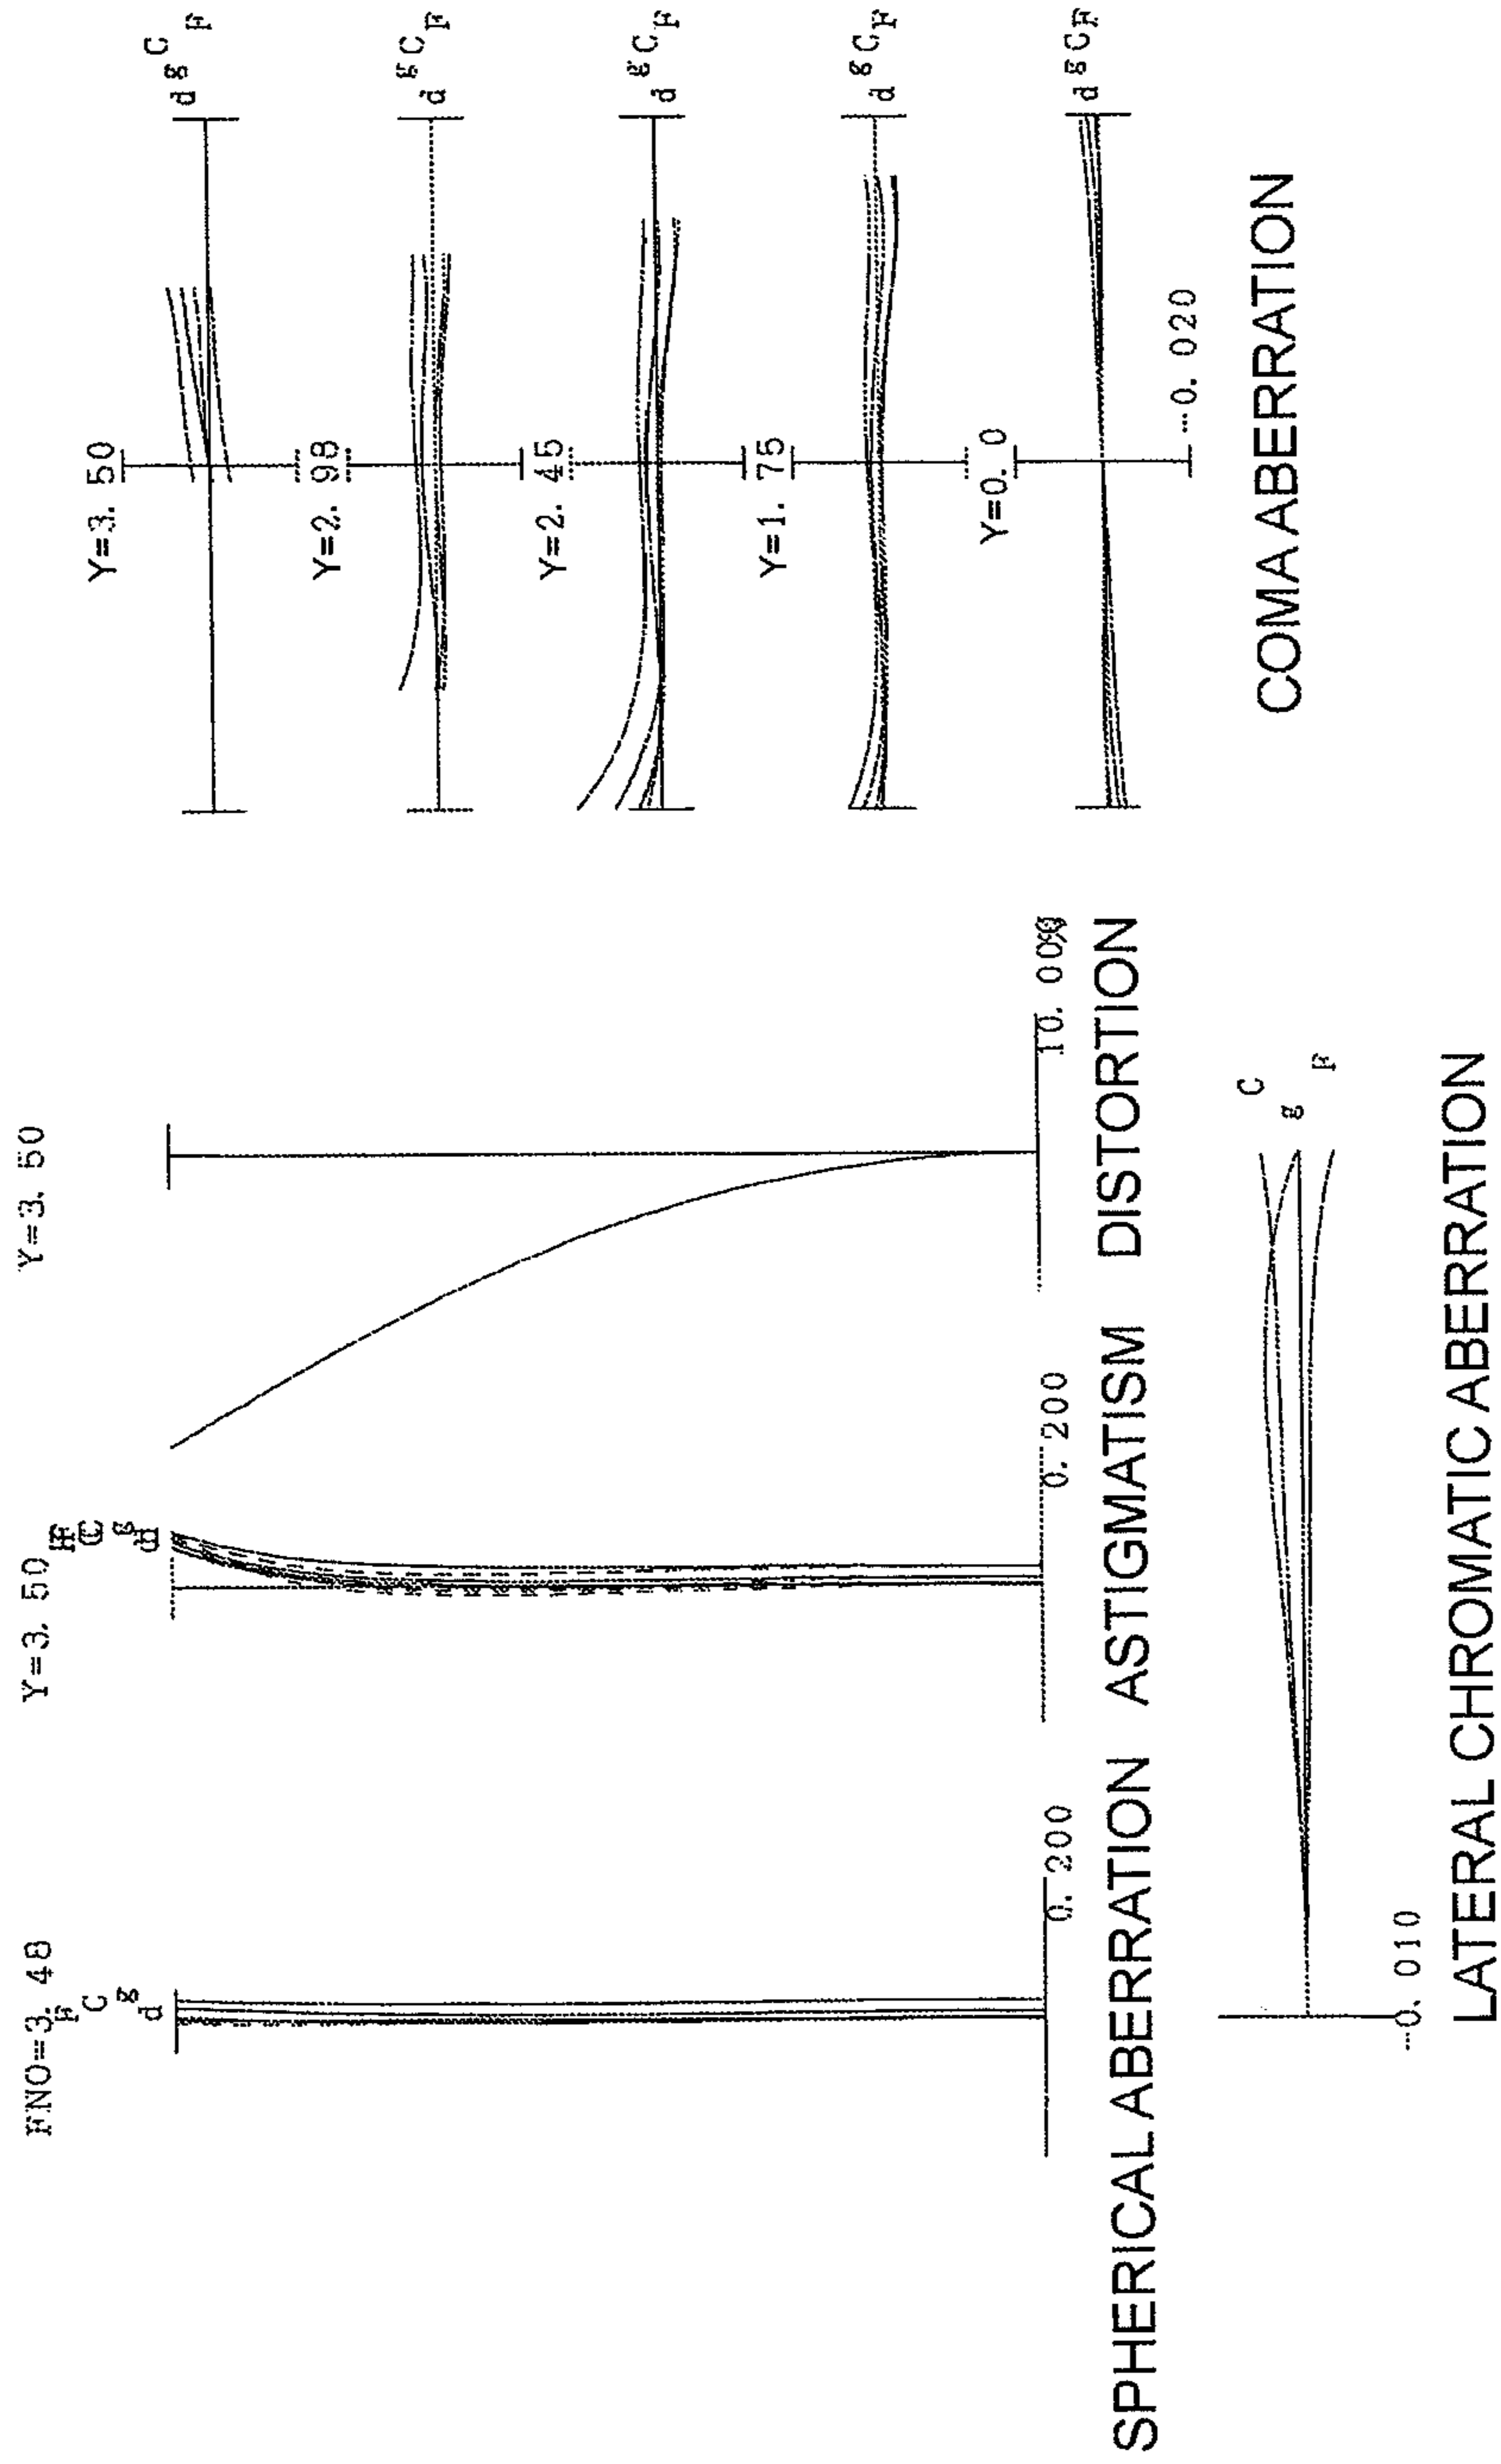 FNO=3. 48
F
C
g
d
0. 200
SPHERICAL ABERRATION
Y=3. 50
F
C
g
d
0. 200
ASTIGMATISM
Y=3. 50
10. 00%
DISTORTION
Y=3. 50
d g C F
Y=2. 98
d g C F
Y=2. 45
d g C F
Y=1. 75
d g C F
Y=0. 0
d g C F
-0. 020
COMA ABERRATION
C
g
F
-0. 010
LATERAL CHROMATIC ABERRATION